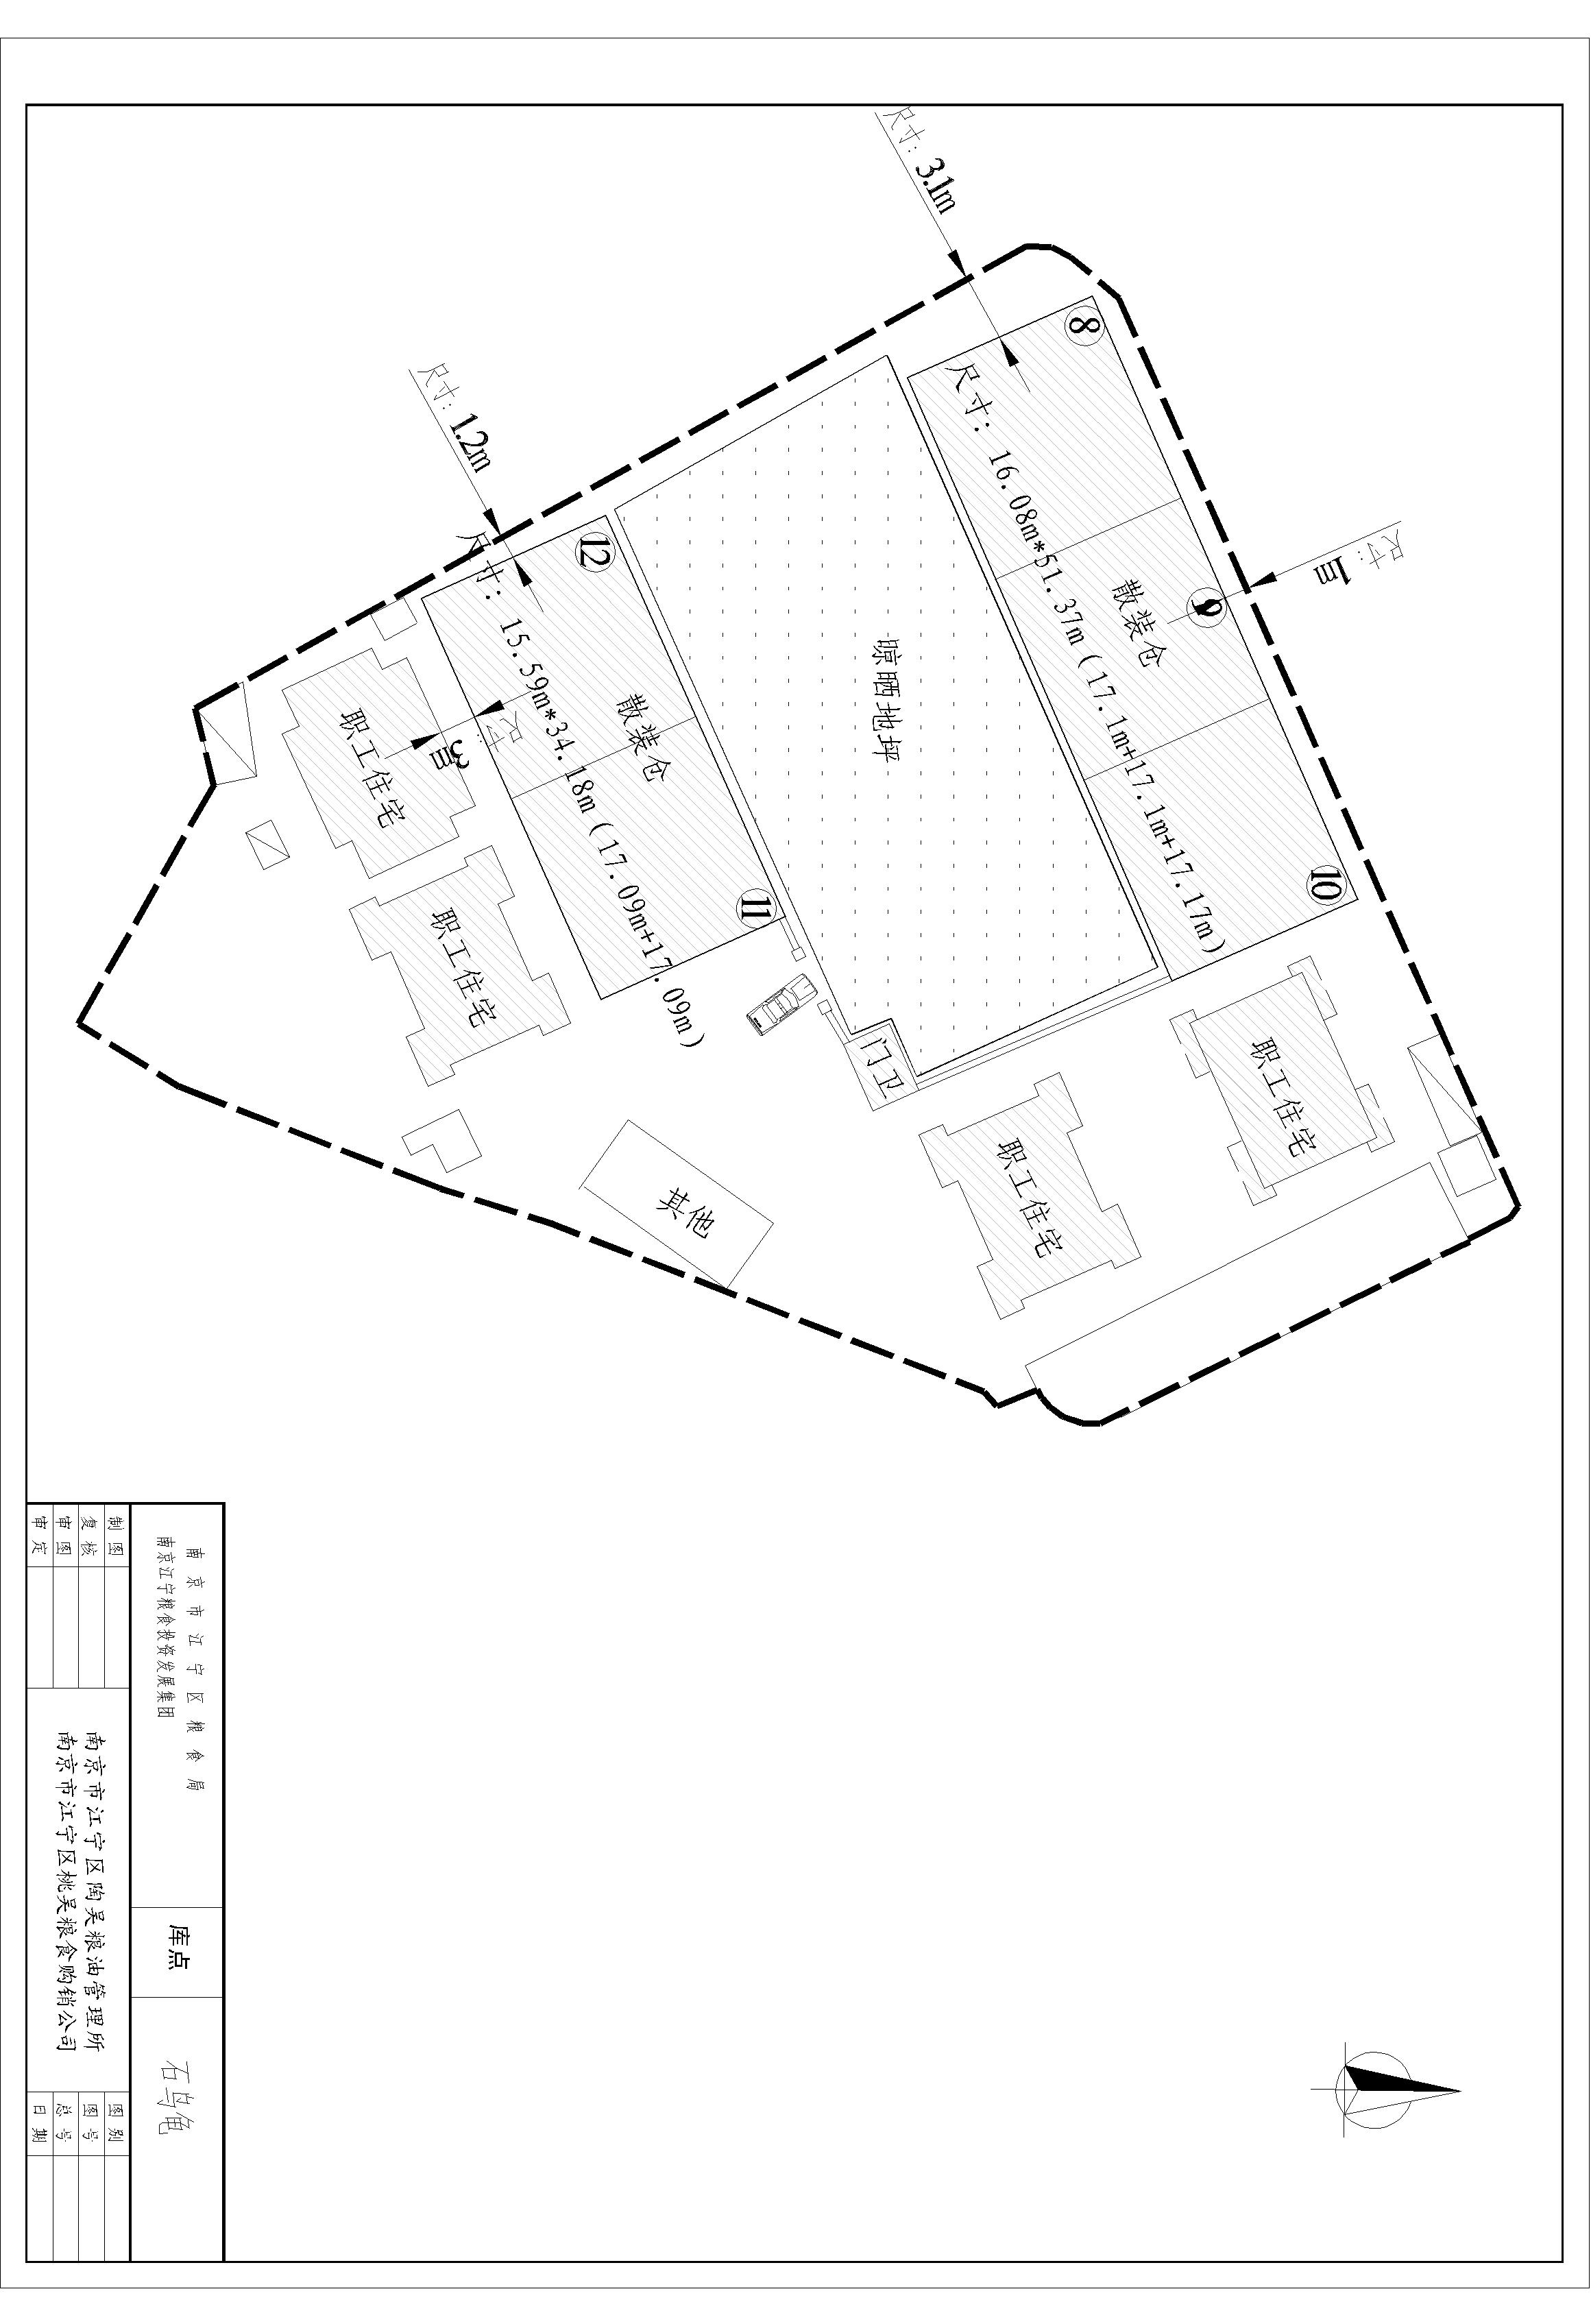 尺寸：1m
尺寸：3.1m
⑧
⑨
⑩
散装仓
尺寸：16.08m*51.37m（17.1m+17.1m+17.17m）
晾晒地坪
尺寸：1.2m
⑫
⑪
散装仓
尺寸：15.59m*34.18m（17.09m+17.09m）
尺寸：3m
职工住宅
职工住宅
门卫
职工住宅
职工住宅
其他
南京市江宁区粮食局
南京江宁粮食投资发展集团
库点
石鸟龟
制图
复核
审图
审定
南京市江宁区陶吴粮油管理所
南京市江宁区桃吴粮食购销公司
图别
图号
总号
日期